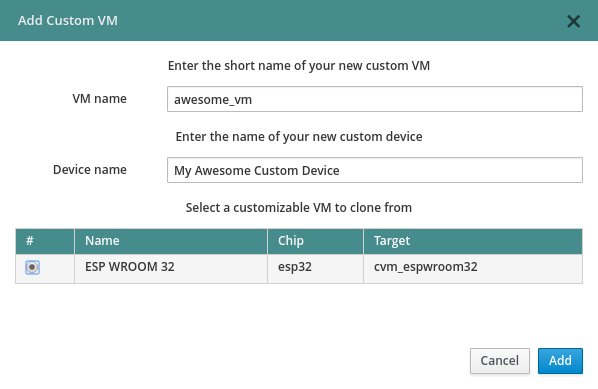 Add Custom VM
Enter the short name of your new custom VM
VM name awesome_vm
Enter the name of your new custom device
Device name My Awesome Custom Device
Select a customizable VM to clone from
# Name Chip Target
ESP WROOM 32 esp32 cvm_espwroom32
Cancel Add